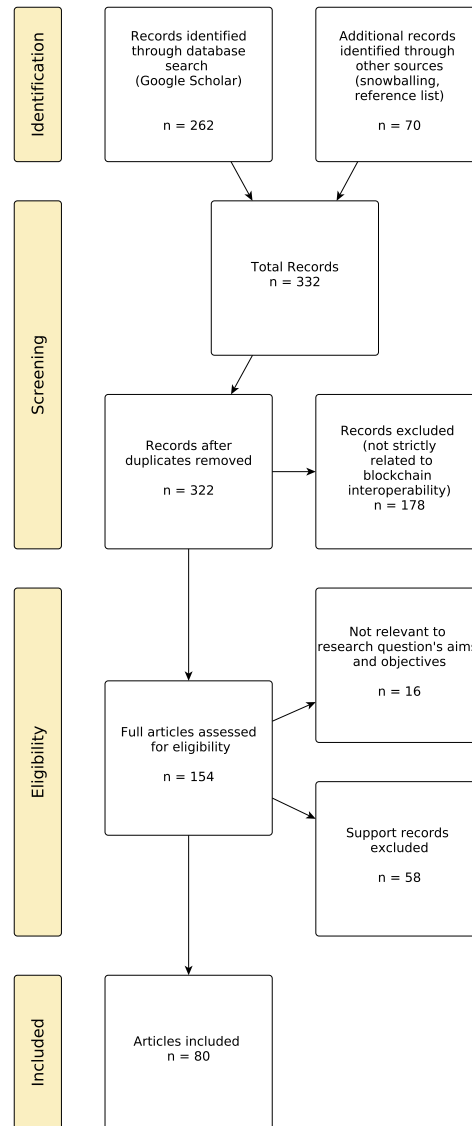 Identification
Records identified
through database
search
(Google Scholar)
n = 262
Additional records
identified through
other sources
(snowballing,
reference list)
n = 70
Screening
Total Records
n = 332
Records after
duplicates removed
n = 322
Records excluded
(not strictly
related to
blockchain
interoperability)
n = 178
Eligibility
Full articles assessed
for eligibility
n = 154
Not relevant to
research question's aims
and objectives
n = 16
Support records
excluded
n = 58
Included
Articles included
n = 80